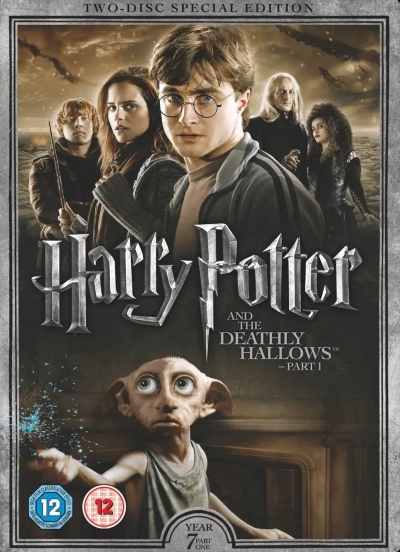 TWO-DISC SPECIAL EDITION
Harry Potter
AND
THE
DEATHLY
HALLOWS™
– PART 1
12
12
YEAR
7 PART ONE